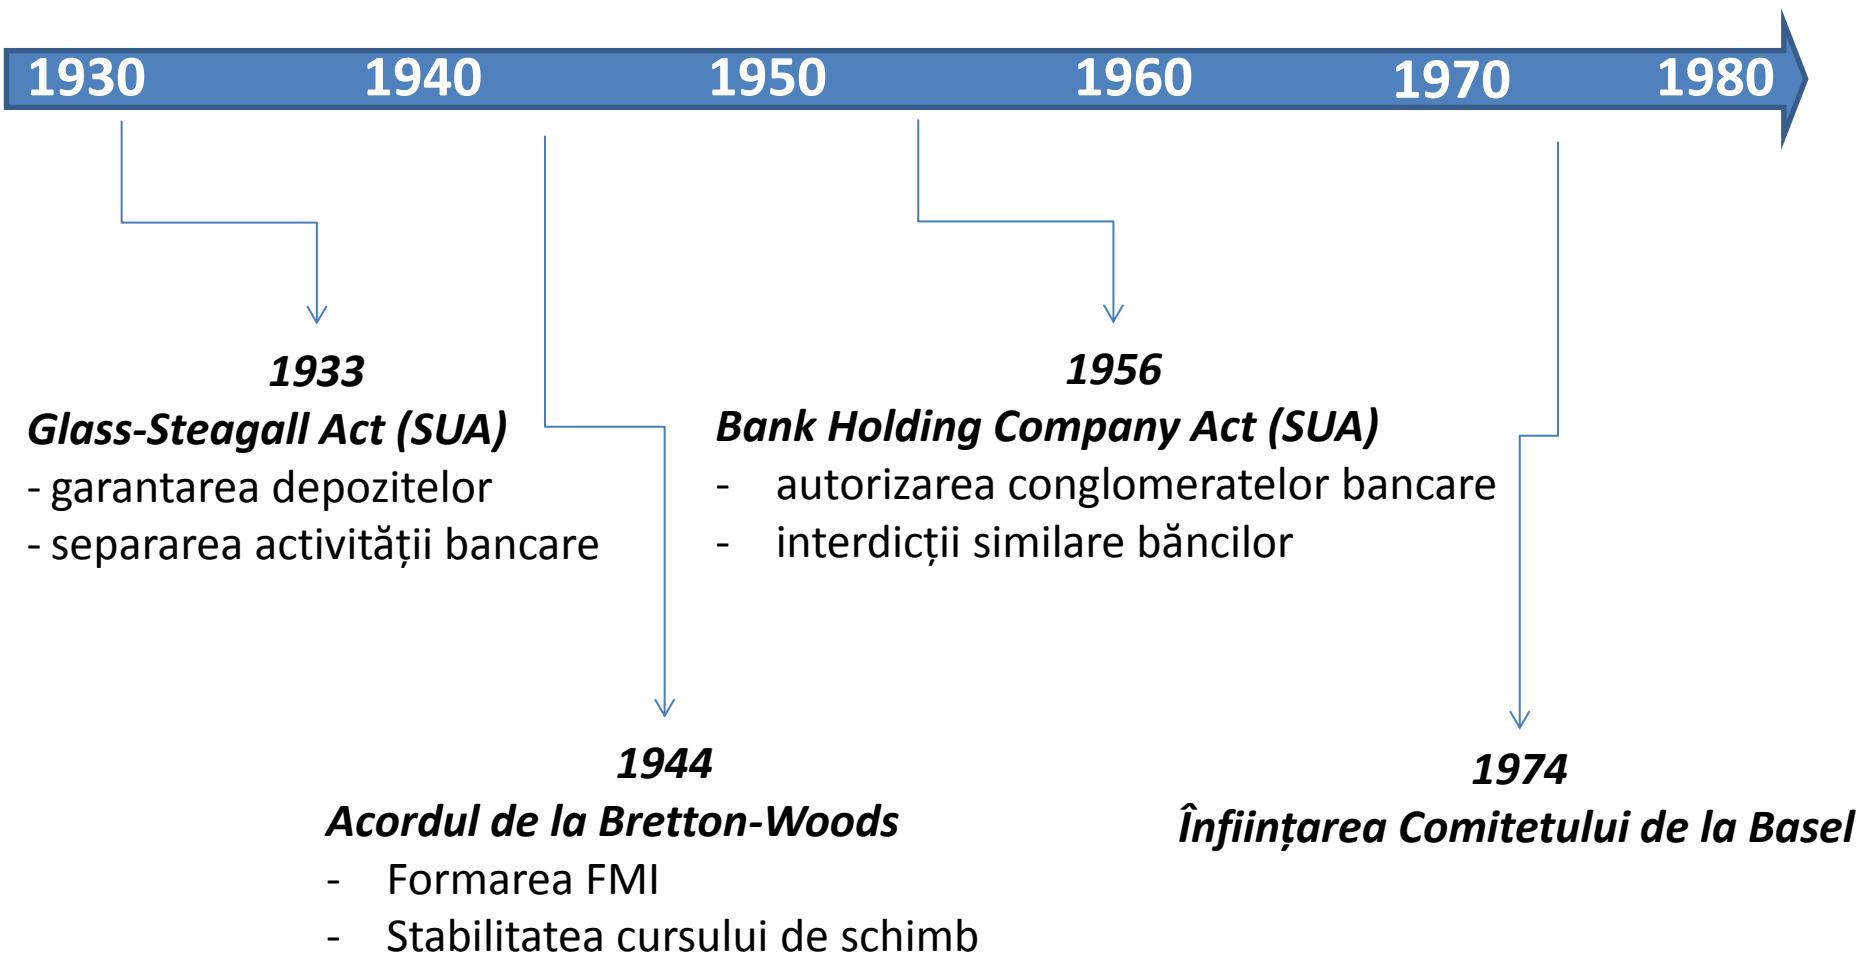 1930 1940 1950 1960 1970 1980
1933
Glass-Steagall Act (SUA)
- garantarea depozitelor
- separarea activității bancare
1956
Bank Holding Company Act (SUA)
- autorizarea conglomeratelor bancare
- interdicții similare băncilor
1944
Acordul de la Bretton-Woods
- Formarea FMI
- Stabilitatea cursului de schimb
1974
Înființarea Comitetului de la Basel